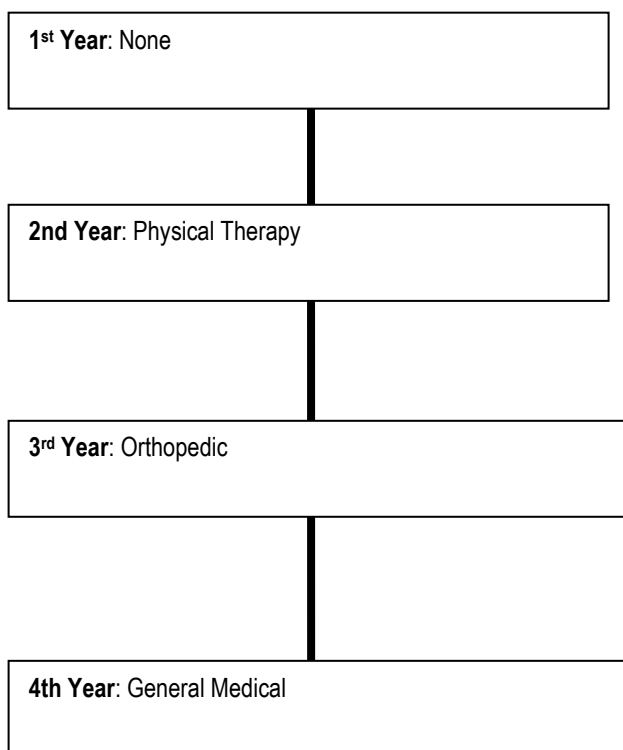 1st Year: None
2nd Year: Physical Therapy
3rd Year: Orthopedic
4th Year: General Medical